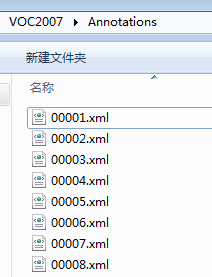 VOC2007 ▸ Annotations
新建文件夹
名称
00001.xml
00002.xml
00003.xml
00004.xml
00005.xml
00006.xml
00007.xml
00008.xml